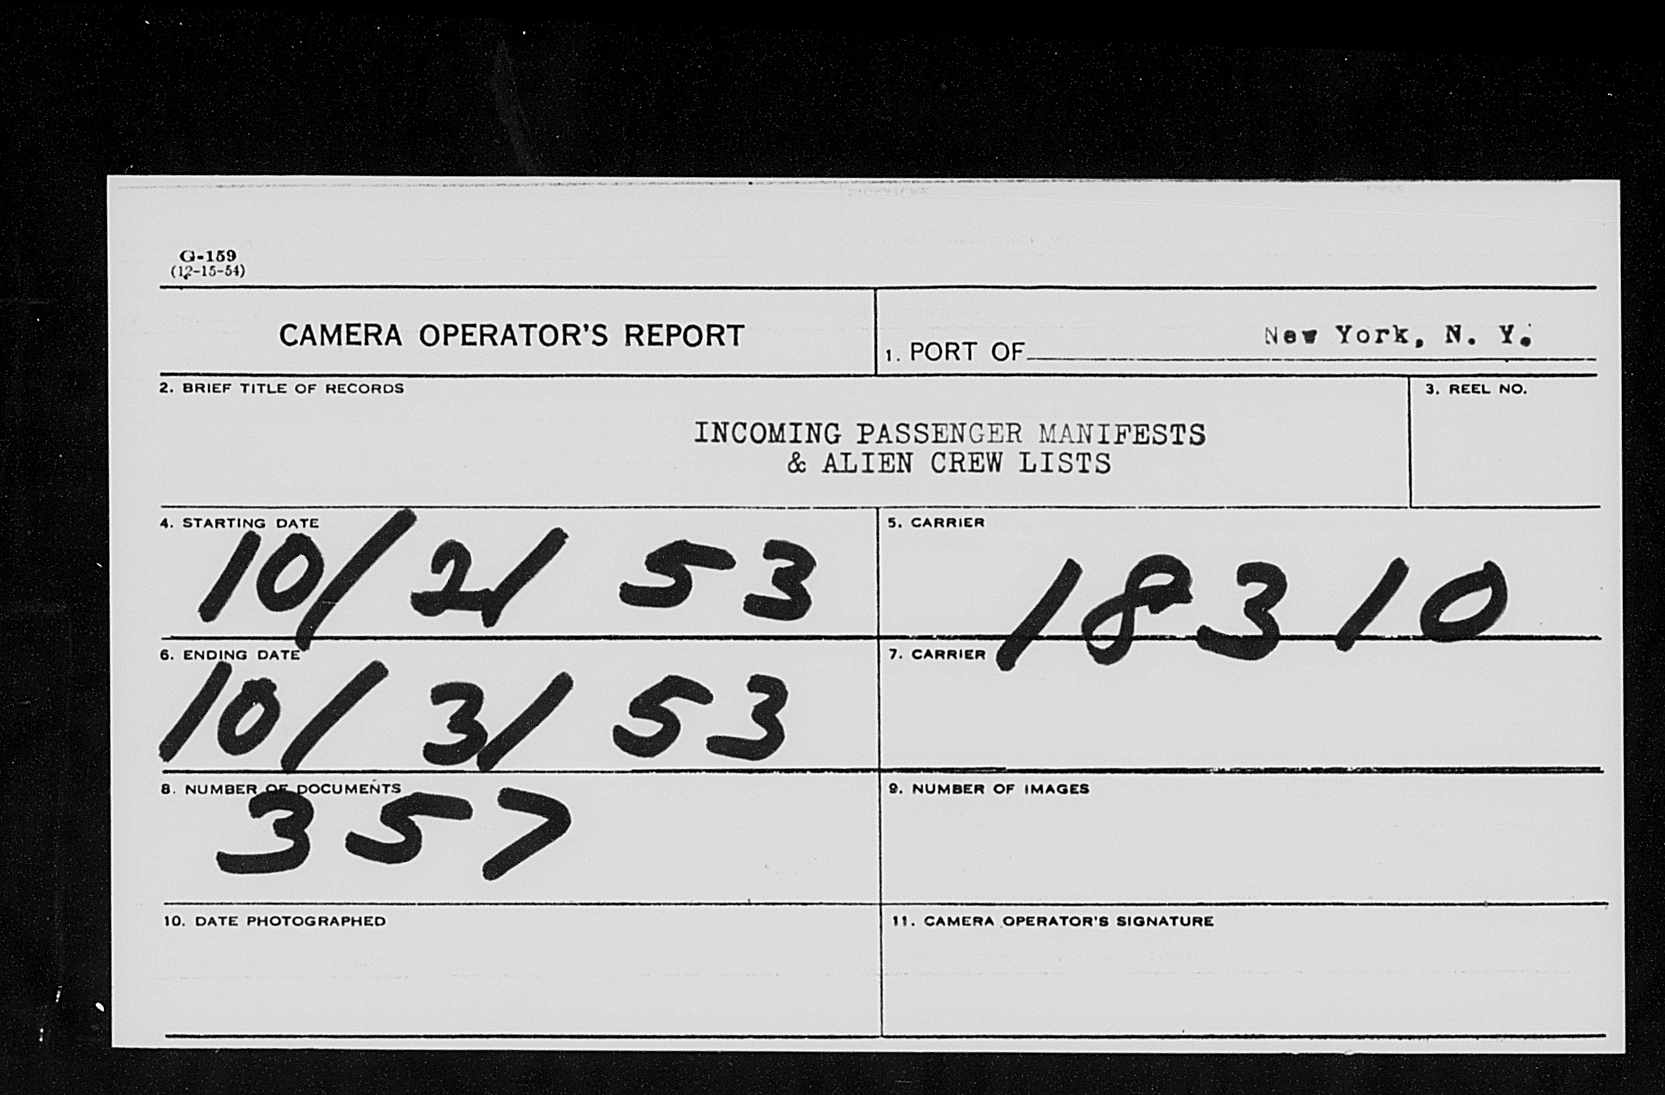 G-159
(12-15-54)
CAMERA OPERATOR'S REPORT
1. PORT OF New York, N. Y.
2. BRIEF TITLE OF RECORDS
INCOMING PASSENGER MANIFESTS
& ALIEN CREW LISTS
3. REEL NO.
4. STARTING DATE
10/2/53
5. CARRIER
18310
6. ENDING DATE
10/3/53
7. CARRIER
8. NUMBER OF DOCUMENTS
357
9. NUMBER OF IMAGES
10. DATE PHOTOGRAPHED
11. CAMERA OPERATOR'S SIGNATURE